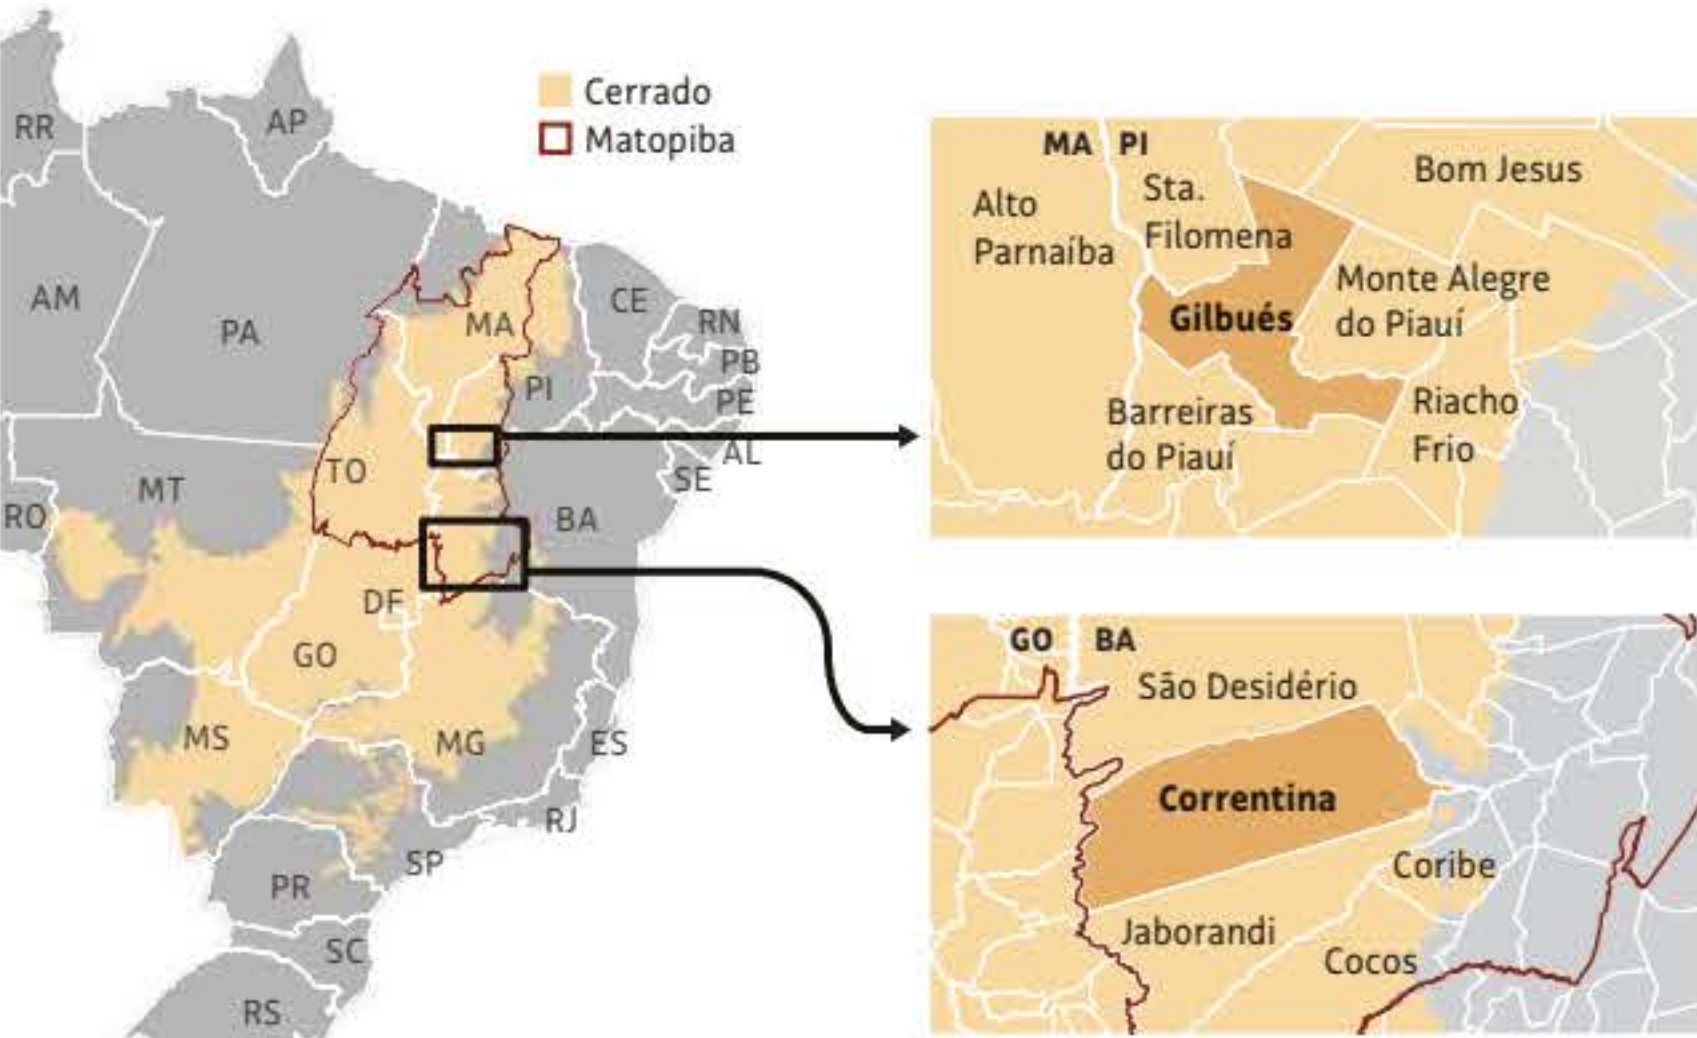 Cerrado
Matopiba
RR
AP
AM
PA
MA
CE
RN
PB
PI
PE
AL
SE
TO
MT
RO
BA
DF
GO
MS
MG
ES
RJ
SP
PR
SC
RS
MA PI
Bom Jesus
Alto
Parnaíba
Sta.
Filomena
Monte Alegre
do Piauí
Gilbués
Barreiras
do Piauí
Riacho
Frio
GO BA
São Desidério
Correntina
Coribe
Jaborandi
Cocos